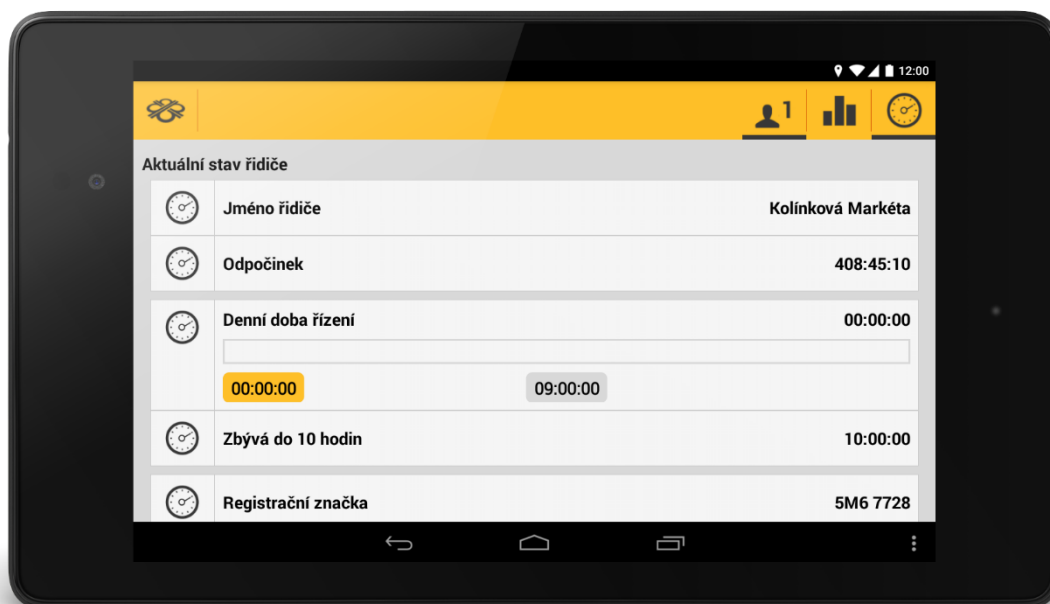 12:00
1
Aktuální stav řidiče
Jméno řidiče Kolínková Markéta
Odpočinek 408:45:10
Denní doba řízení 00:00:00
00:00:00 09:00:00
Zbývá do 10 hodin 10:00:00
Registrační značka 5M6 7728